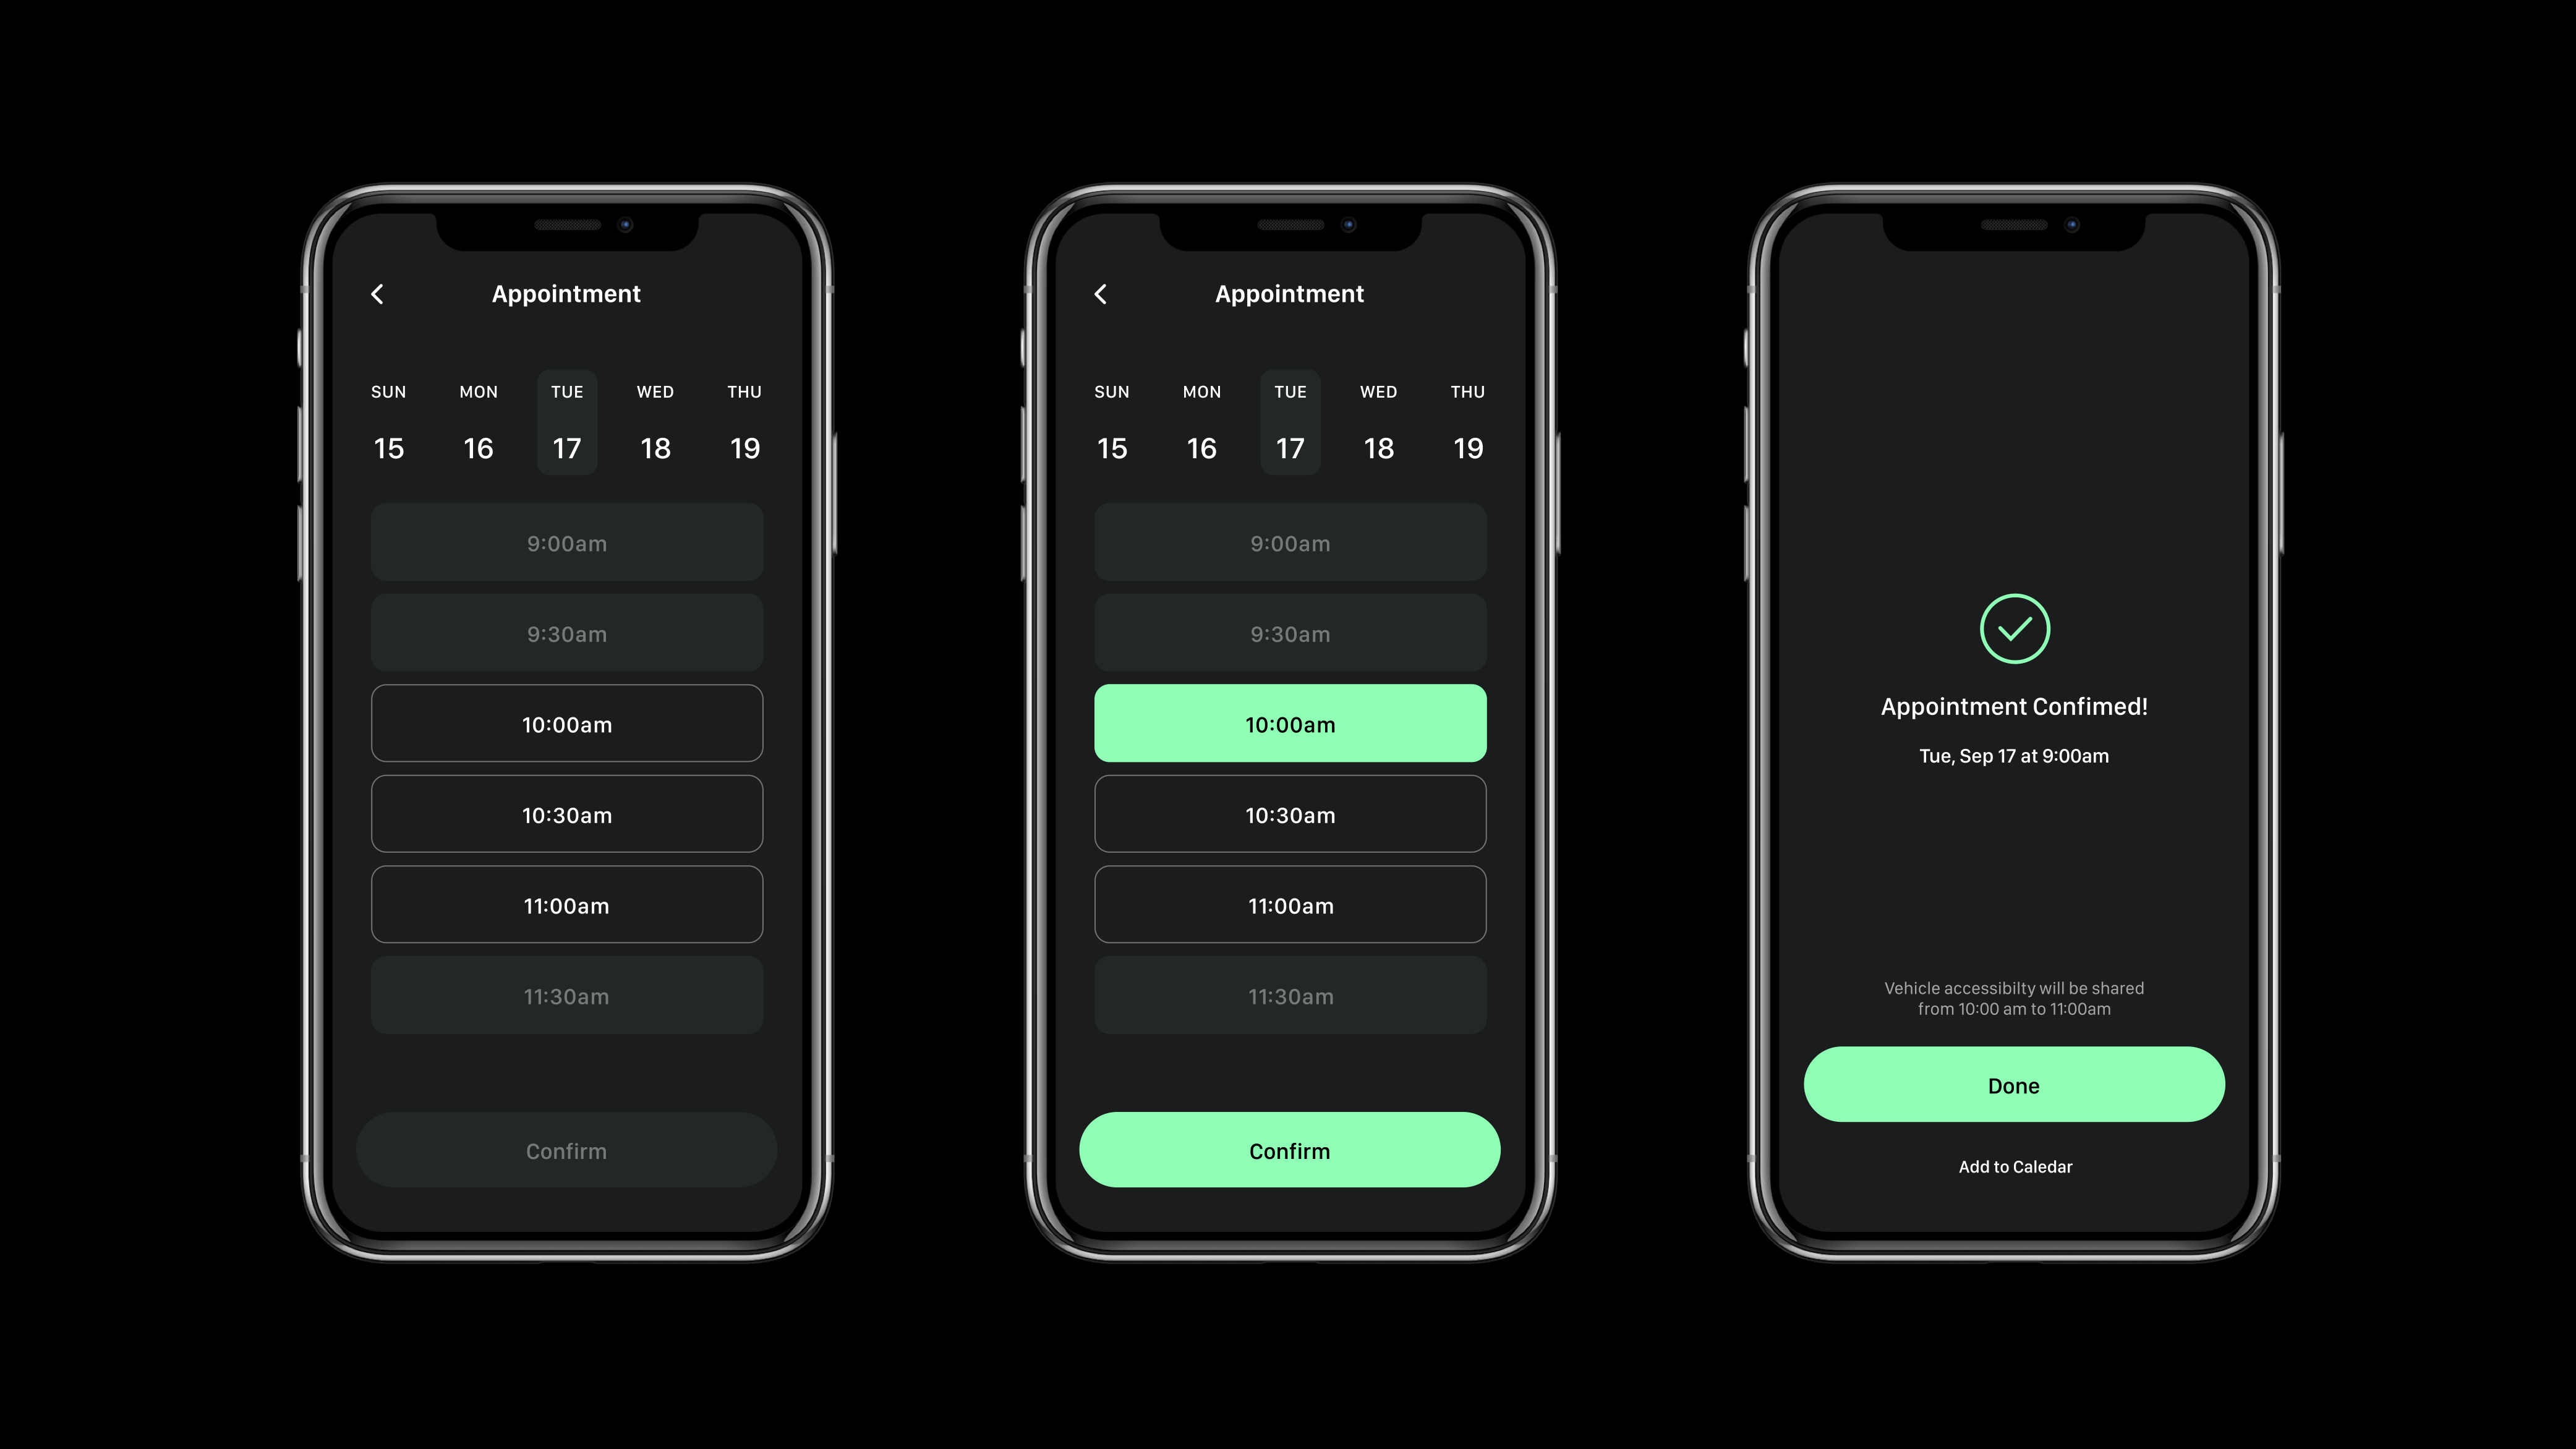 Appointment
SUN MON TUE WED THU
15 16 17 18 19
9:00am
9:30am
10:00am
10:30am
11:00am
11:30am
Confirm
Appointment
SUN MON TUE WED THU
15 16 17 18 19
9:00am
9:30am
10:00am
10:30am
11:00am
11:30am
Confirm
Appointment Confimed!
Tue, Sep 17 at 9:00am
Vehicle accessibilty will be shared
from 10:00 am to 11:00am
Done
Add to Caledar